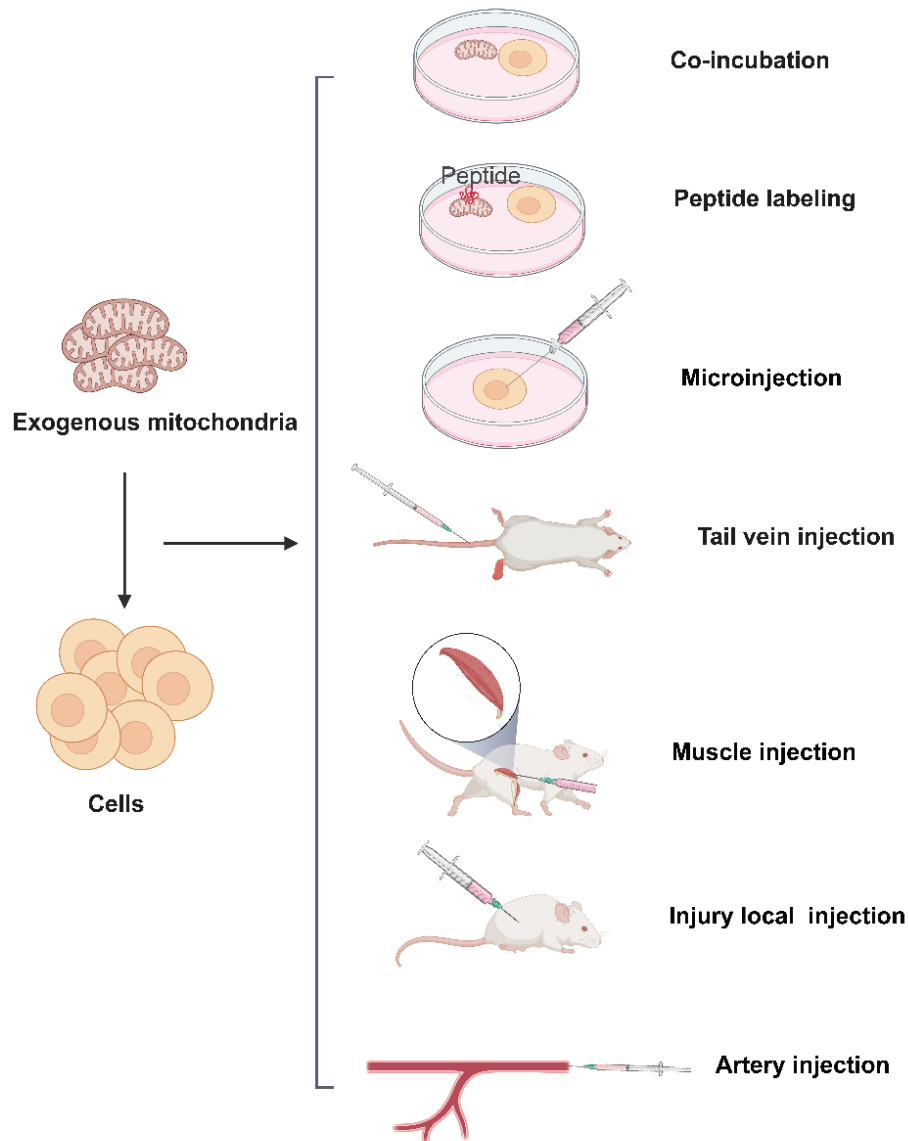 Co-incubation
Peptide
Peptide labeling
Microinjection
Exogenous mitochondria
Tail vein injection
Muscle injection
Cells
Injury local  injection
Artery injection